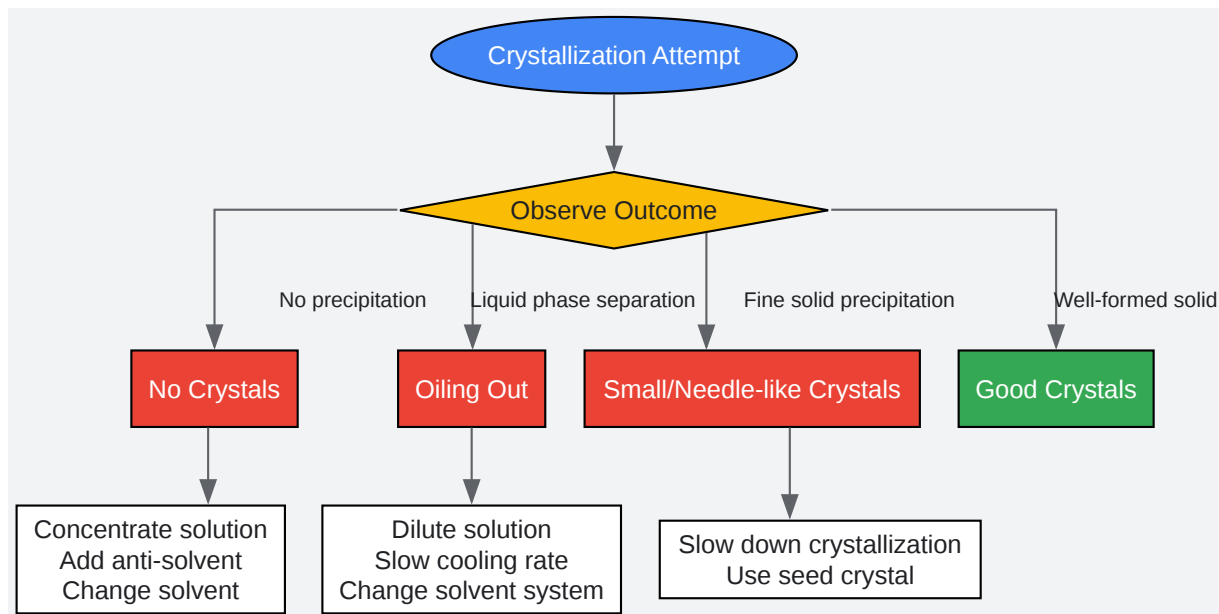 Crystallization Attempt
Observe Outcome
No precipitation
Liquid phase separation
Fine solid precipitation
Well-formed solid
No Crystals
Oiling Out
Small/Needle-like Crystals
Good Crystals
Concentrate solution
Add anti-solvent
Change solvent
Dilute solution
Slow cooling rate
Change solvent system
Slow down crystallization
Use seed crystal